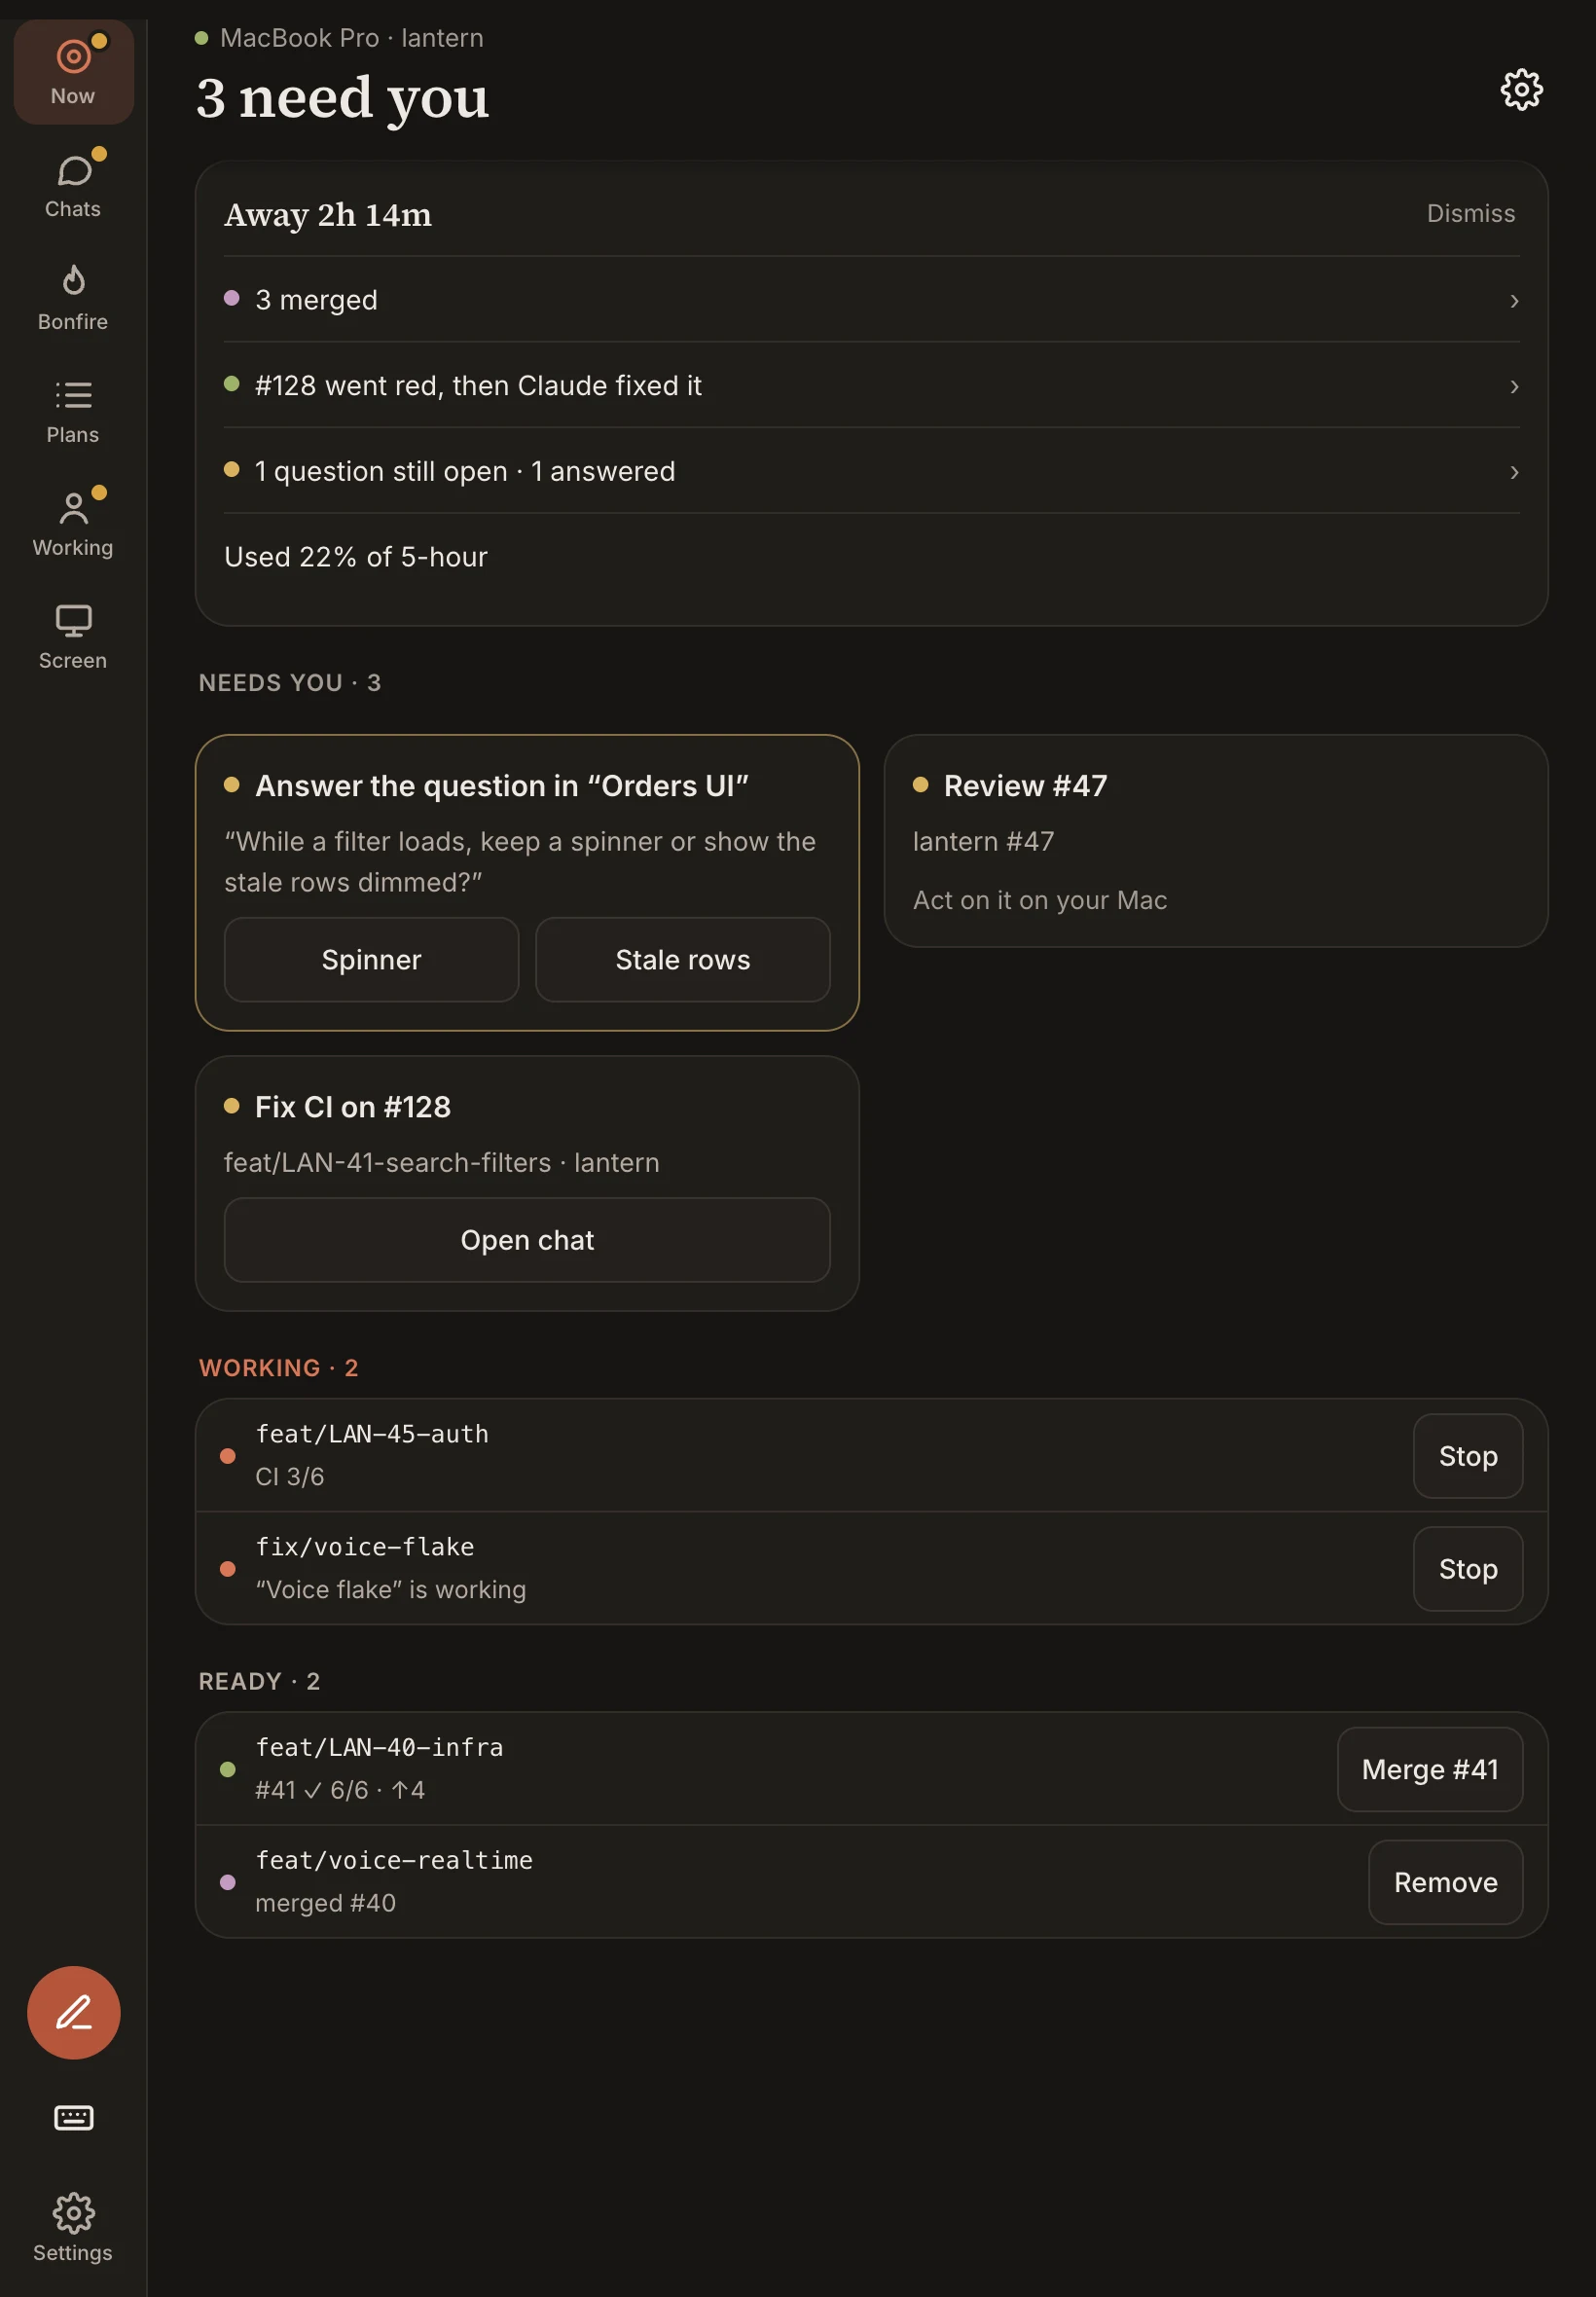 Now
Chats
Bonfire
Plans
Working
Screen
Settings
MacBook Pro · lantern
3 need you
Away 2h 14m
Dismiss
3 merged
#128 went red, then Claude fixed it
1 question still open · 1 answered
Used 22% of 5-hour
NEEDS YOU · 3
Answer the question in “Orders UI”
“While a filter loads, keep a spinner or show the
stale rows dimmed?”
Spinner
Stale rows
Review #47
lantern #47
Act on it on your Mac
Fix CI on #128
feat/LAN-41-search-filters · lantern
Open chat
WORKING · 2
feat/LAN-45-auth
CI 3/6
Stop
fix/voice-flake
“Voice flake” is working
Stop
READY · 2
feat/LAN-40-infra
#41 ✓ 6/6 · ↑4
Merge #41
feat/voice-realtime
merged #40
Remove